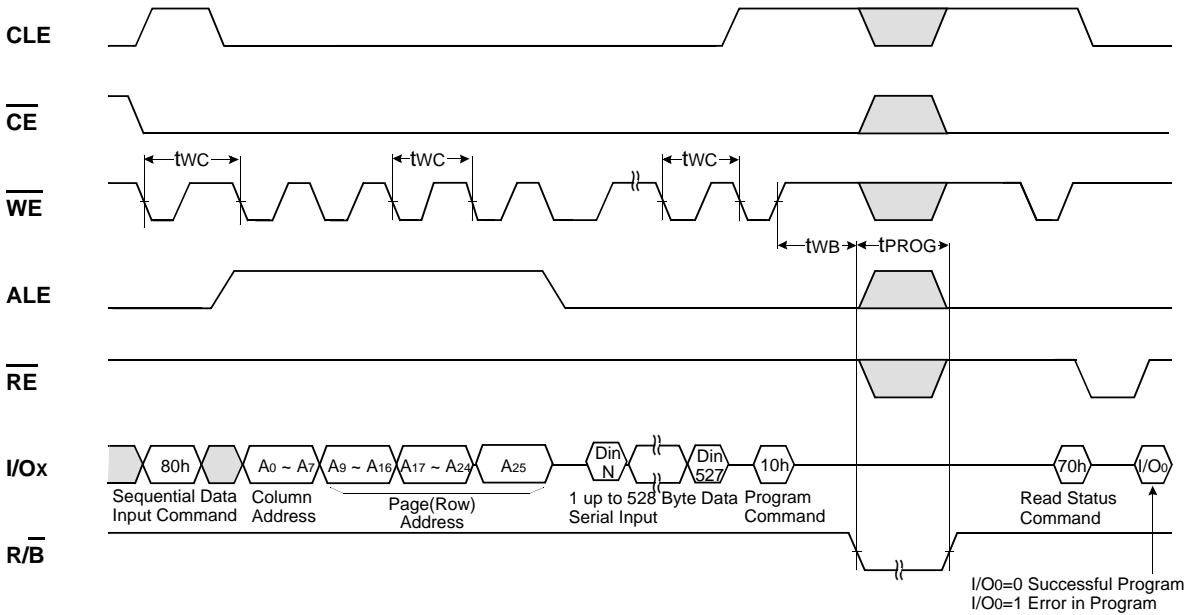 CLE
CE
tWC
tWC
tWC
WE
tWB
tPROG
ALE
RE
I/Ox
80h
A0 ~ A7
A9 ~ A16
A17 ~ A24
A25
Din
N
Din
527
10h
70h
I/O0
Sequential Data
Input Command
Column
Address
Page(Row)
Address
1 up to 528 Byte Data
Serial Input
Program
Command
Read Status
Command
R/B
I/O0=0 Successful Program
I/O0=1 Error in Program